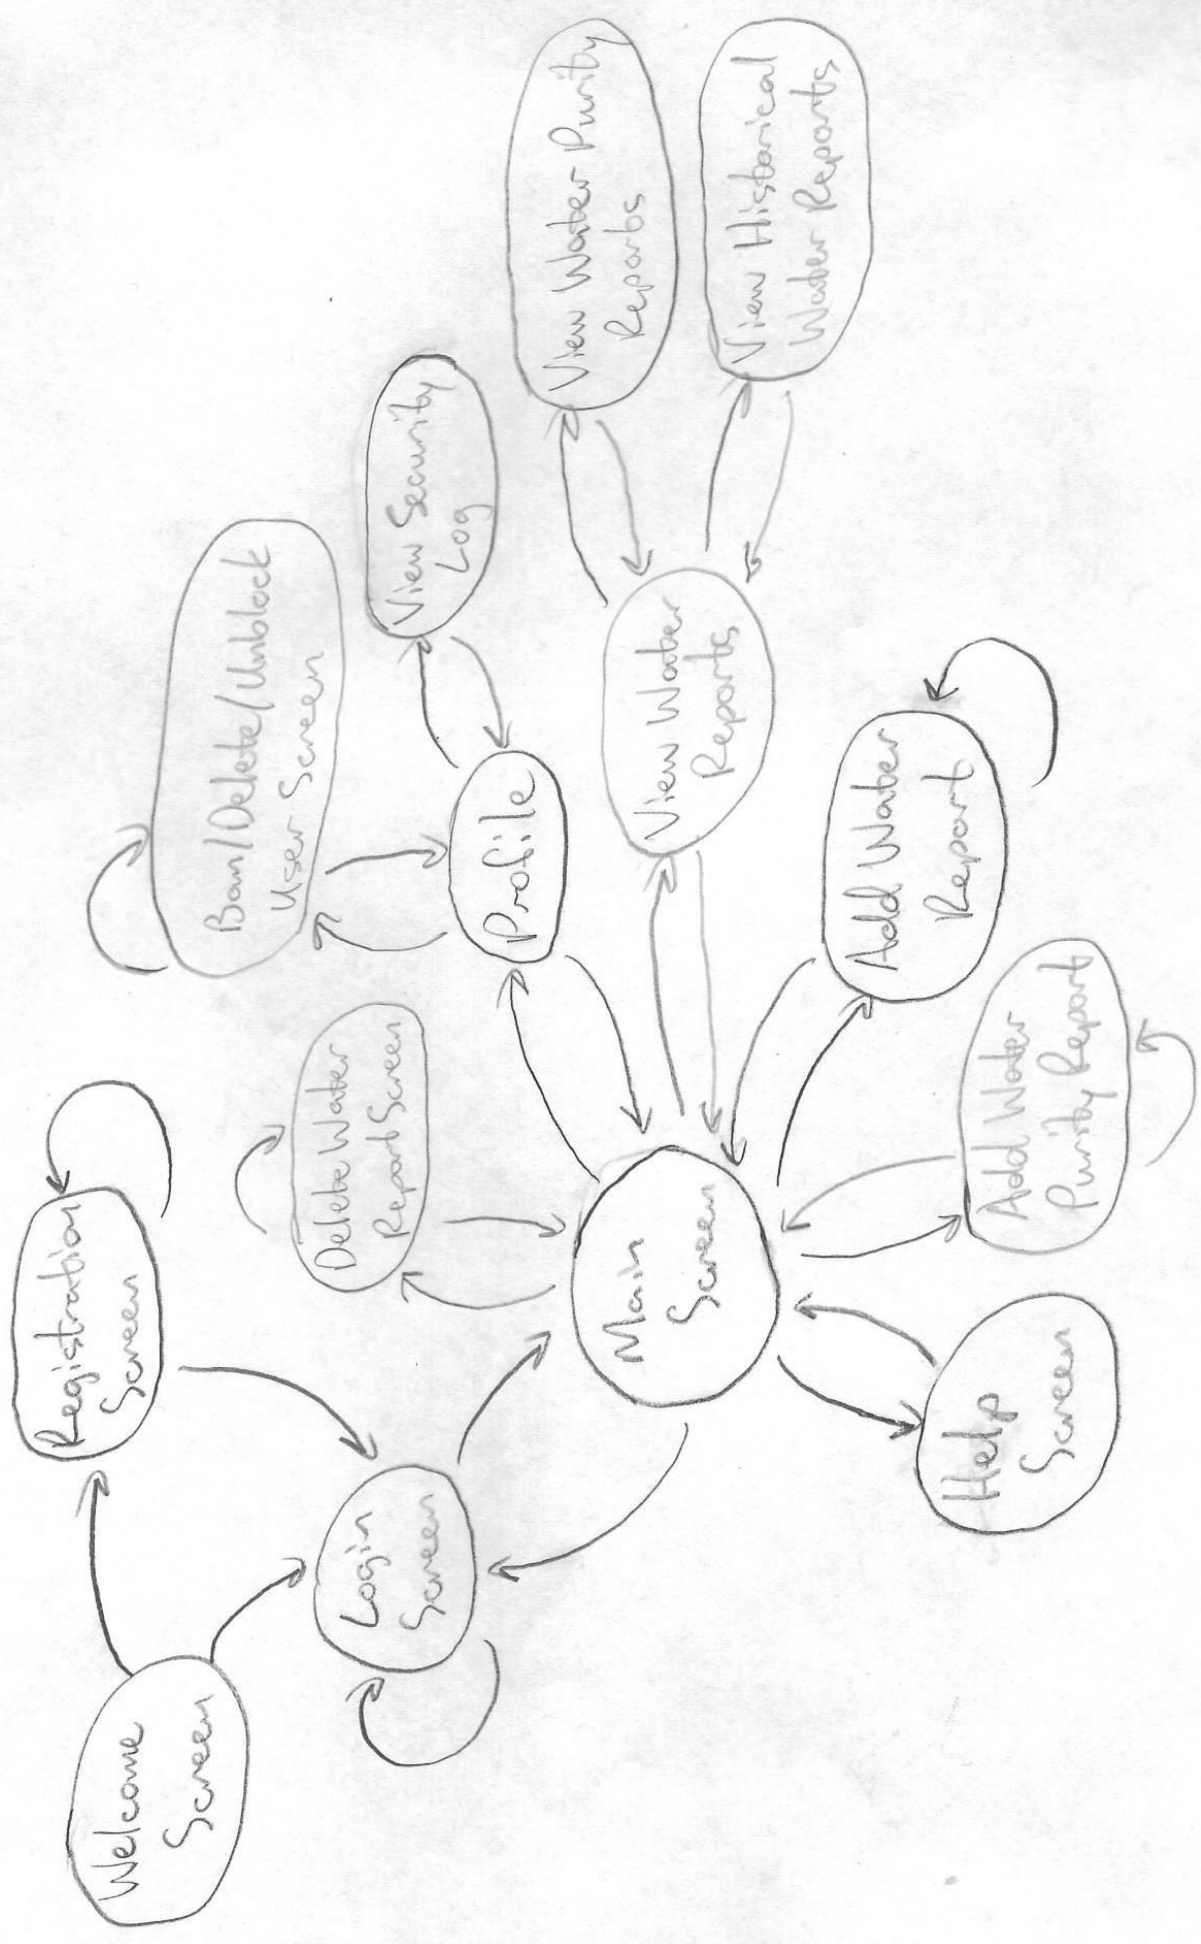 Welcome
Screen
Registration
Screen
Login
Screen
Delete Water
Report Screen
Ban/Delete/Unblock
User Screen
Main
Screen
Profile
View Security
Log
Help
Screen
Add Water
Purity Report
Add Water
Report
View Water
Reports
View Water Purity
Reports
View Historical
Water Reports